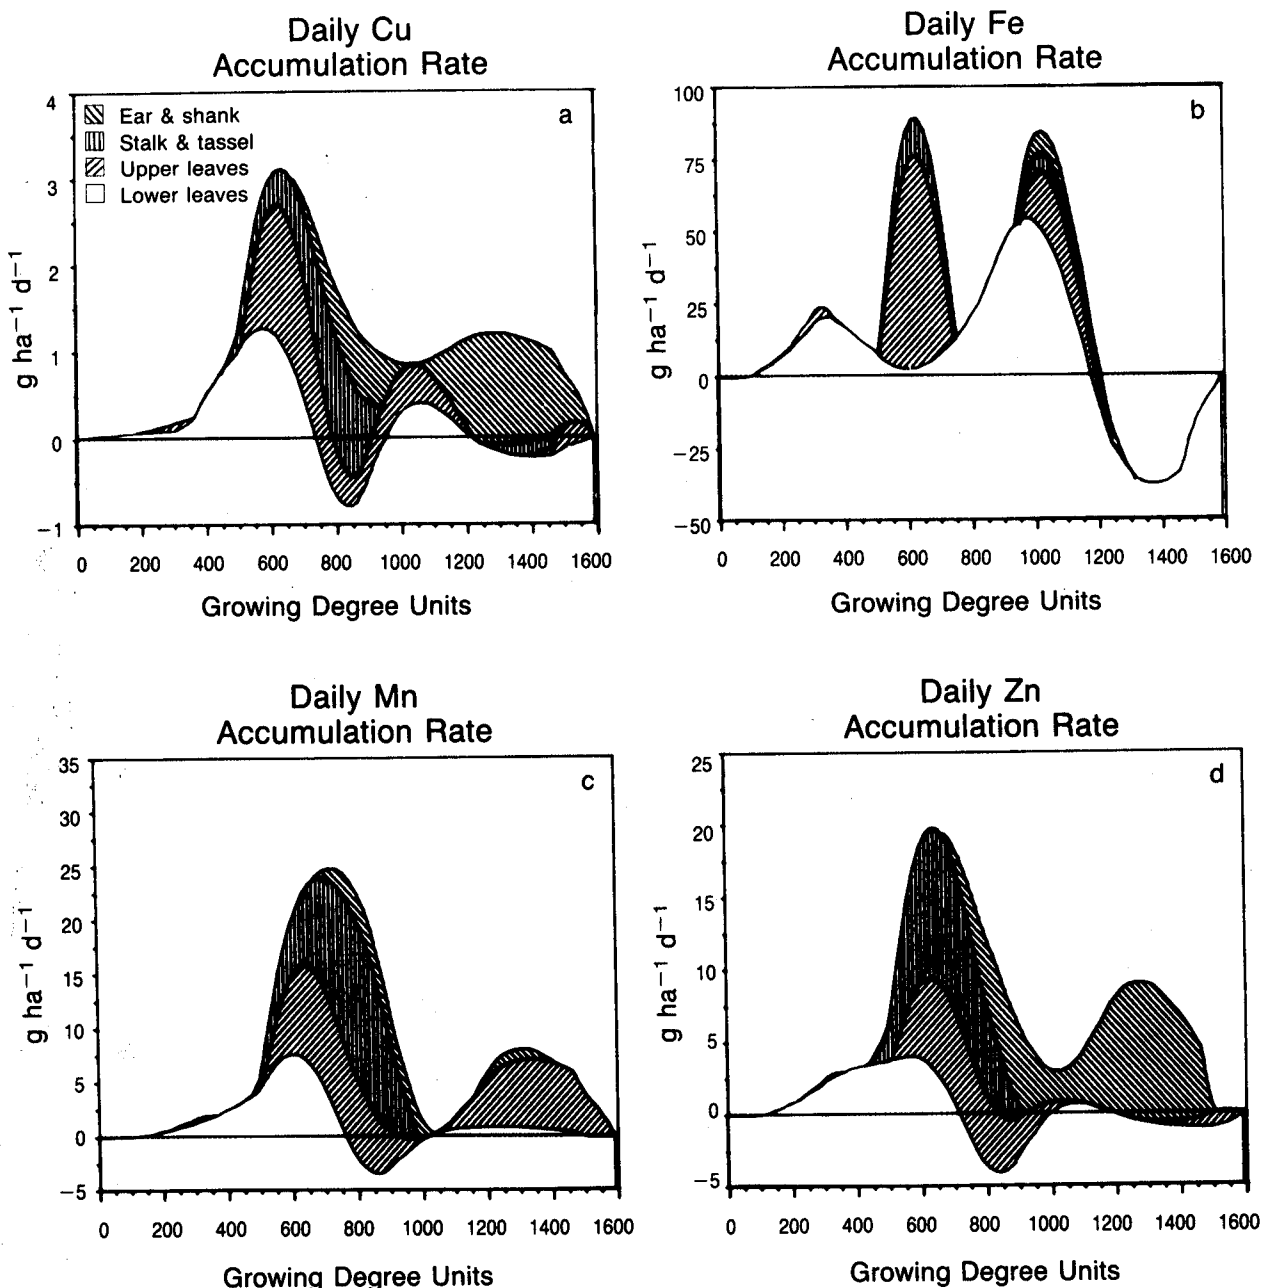 Daily Cu
Accumulation Rate
4
3
2
1
0
−1
g ha−1 d−1
Ear & shank
Stalk & tassel
Upper leaves
Lower leaves
a
0 200 400 600 800 1000 1200 1400 1600
Growing Degree Units
Daily Fe
Accumulation Rate
100
75
50
25
0
−25
−50
g ha−1 d−1
b
0 200 400 600 800 1000 1200 1400 1600
Growing Degree Units
Daily Mn
Accumulation Rate
35
30
25
20
15
10
5
0
−5
g ha−1 d−1
c
0 200 400 600 800 1000 1200 1400 1600
Growing Degree Units
Daily Zn
Accumulation Rate
25
20
15
10
5
0
−5
g ha−1 d−1
d
0 200 400 600 800 1000 1200 1400 1600
Growing Degree Units